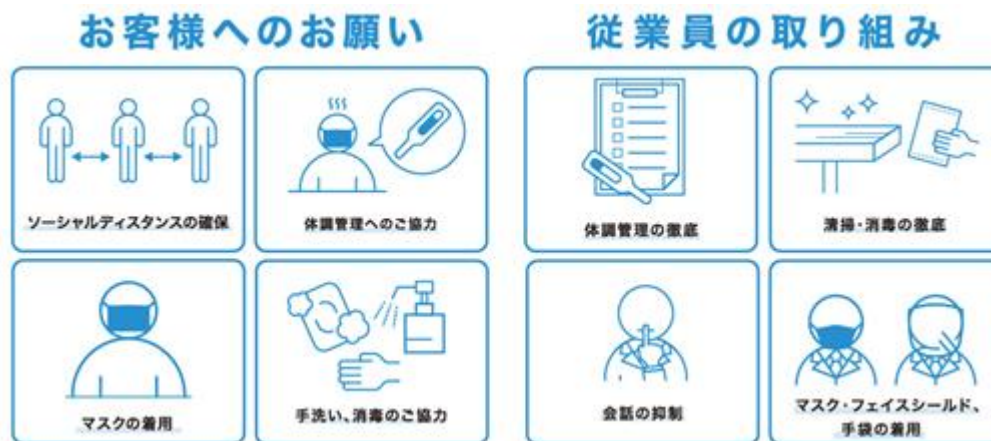 お客様へのお願い
ソーシャルディスタンスの確保
体調管理へのご協力
マスクの着用
手洗い、消毒のご協力
従業員の取り組み
体調管理の徹底
清掃・消毒の徹底
会話の抑制
マスク・フェイスシールド、
手袋の着用